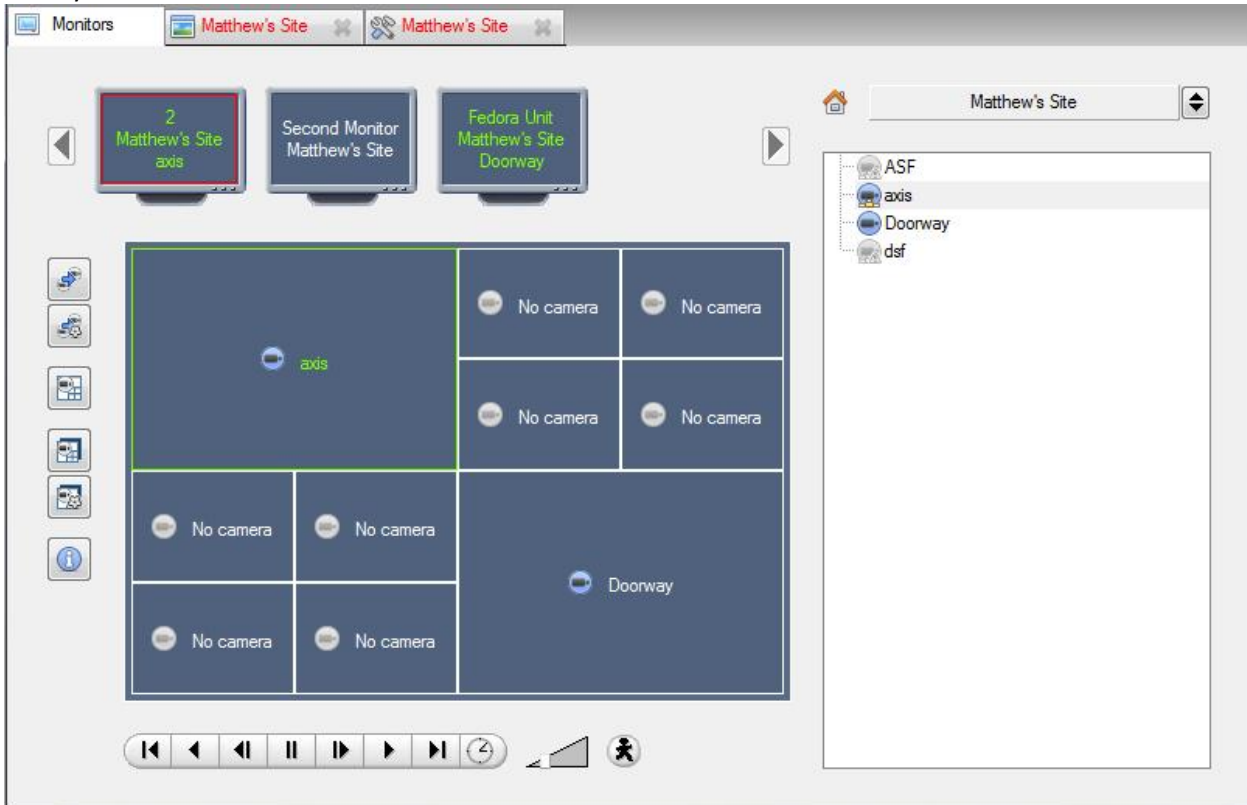 Monitors
Matthew's Site
Matthew's Site
2
Matthew's Site
axis
Second Monitor
Matthew's Site
Fedora Unit
Matthew's Site
Doorway
Matthew's Site
ASF
axis
Doorway
dsf
axis
No camera
No camera
No camera
No camera
No camera
No camera
No camera
No camera
Doorway